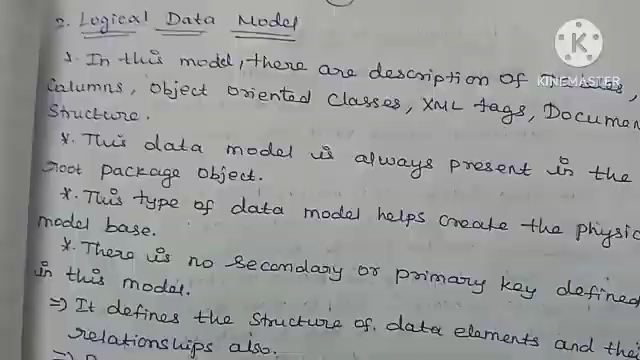 2. Logical Data Model
*. In this model, there are description of
columns, object oriented classes, XML tags, Documen
structure.
*. This data model is always present in the
root package object.
*. This type of data model helps create the physic
model base.
*. There is no secondary or primary key defined
in this model.
⇒ It defines the structure of data elements and thei
relationships also.
⇒
KINEMASTER